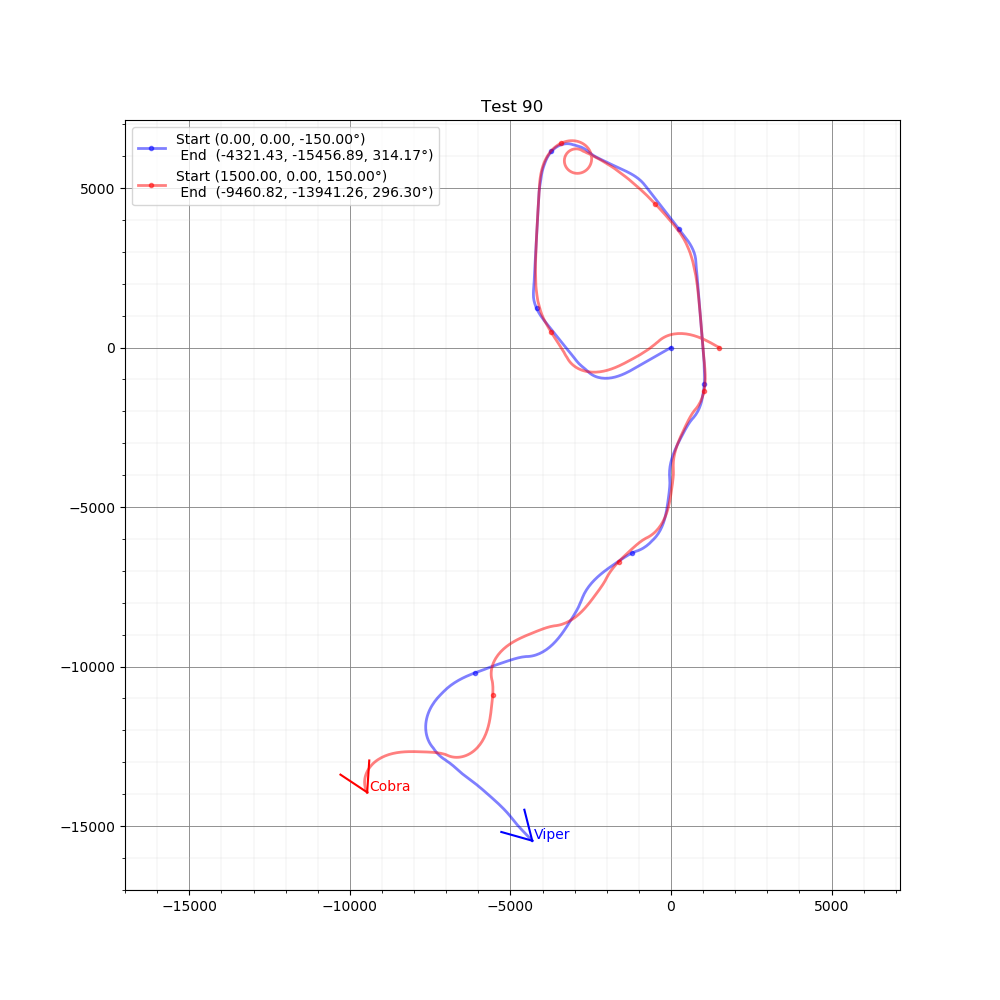 Test 90
Start (0.00, 0.00, -150.00°)
End (-4321.43, -15456.89, 314.17°)
Start (1500.00, 0.00, 150.00°)
End (-9460.82, -13941.26, 296.30°)
5000
0
−5000
−10000
−15000
Cobra
Viper
−15000 −10000 −5000 0 5000